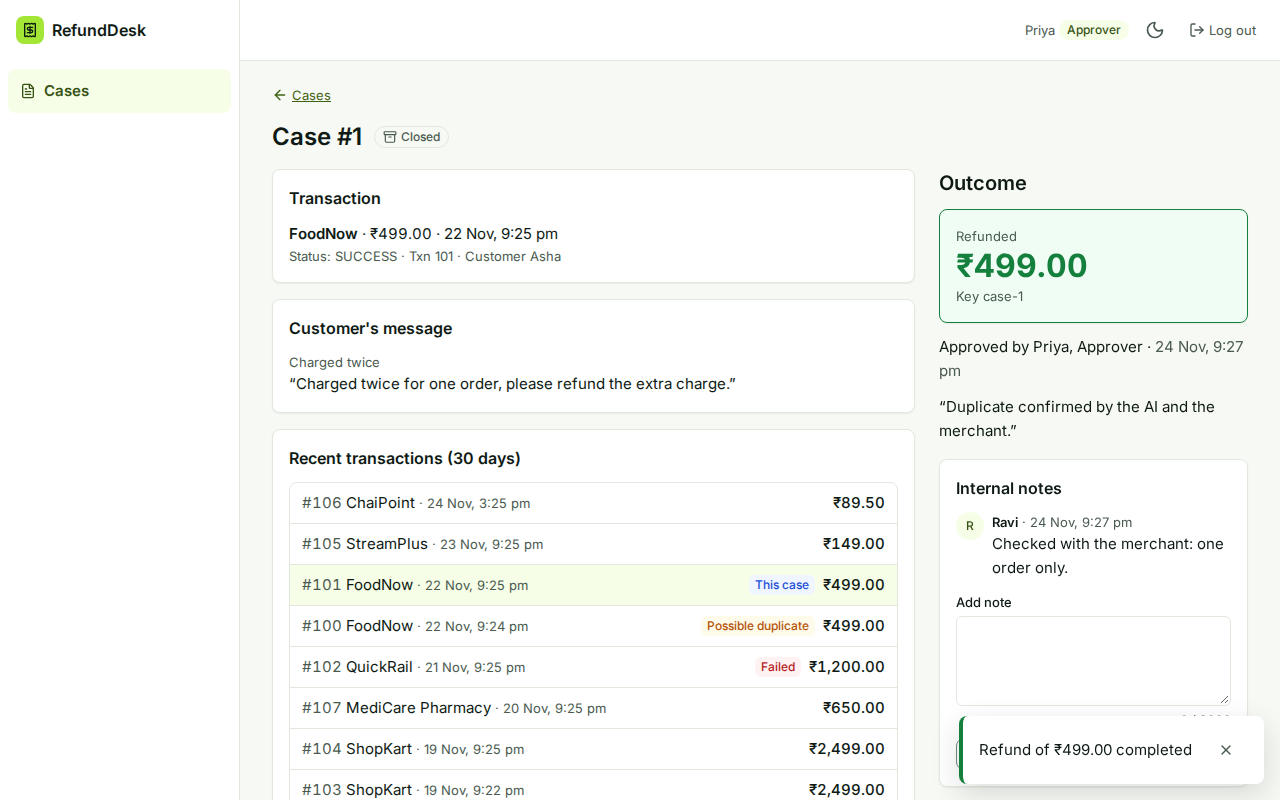 RefundDesk
Priya Approver Log out
Cases
Cases
Case #1 Closed
Transaction
FoodNow · ₹499.00 · 22 Nov, 9:25 pm
Status: SUCCESS · Txn 101 · Customer Asha
Customer's message
Charged twice
“Charged twice for one order, please refund the extra charge.”
Recent transactions (30 days)
#106 ChaiPoint · 24 Nov, 3:25 pm ₹89.50
#105 StreamPlus · 23 Nov, 9:25 pm ₹149.00
#101 FoodNow · 22 Nov, 9:25 pm This case ₹499.00
#100 FoodNow · 22 Nov, 9:24 pm Possible duplicate ₹499.00
#102 QuickRail · 21 Nov, 9:25 pm Failed ₹1,200.00
#107 MediCare Pharmacy · 20 Nov, 9:25 pm ₹650.00
#104 ShopKart · 19 Nov, 9:25 pm ₹2,499.00
#103 ShopKart · 19 Nov, 9:22 pm ₹2,499.00
Outcome
Refunded
₹499.00
Key case-1
Approved by Priya, Approver · 24 Nov, 9:27
pm
“Duplicate confirmed by the AI and the
merchant.”
Internal notes
R
Ravi · 24 Nov, 9:27 pm
Checked with the merchant: one
order only.
Add note
Refund of ₹499.00 completed